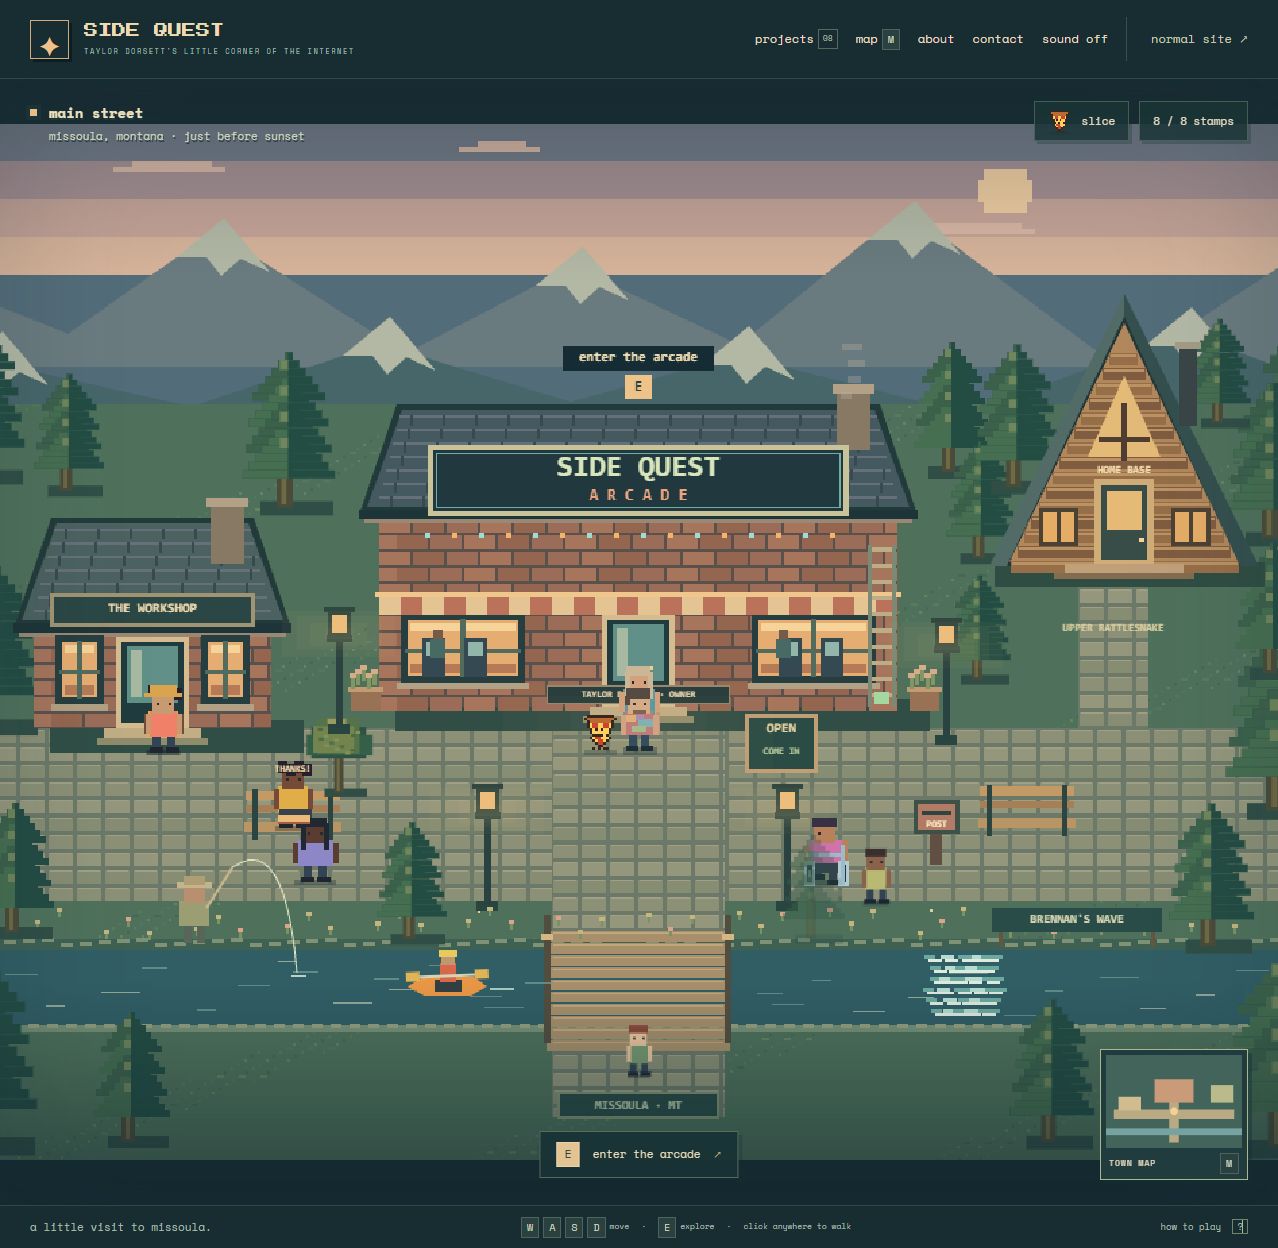 SIDE QUEST
TAYLOR DORSETT'S LITTLE CORNER OF THE INTERNET
projects 08 map M about contact sound off normal site ↗
main street
missoula, montana · just before sunset
slice
8 / 8 stamps
enter the arcade
E
SIDE QUEST
ARCADE
HOME BASE
THE WORKSHOP
UPPER RATTLESNAKE
TAYLOR
OWNER
OPEN
COME IN
THANKS!
POST
BRENNAN'S WAVE
MISSOULA · MT
E enter the arcade ↗
TOWN MAP M
a little visit to missoula.
W A S D move · E explore · click anywhere to walk
how to play ?